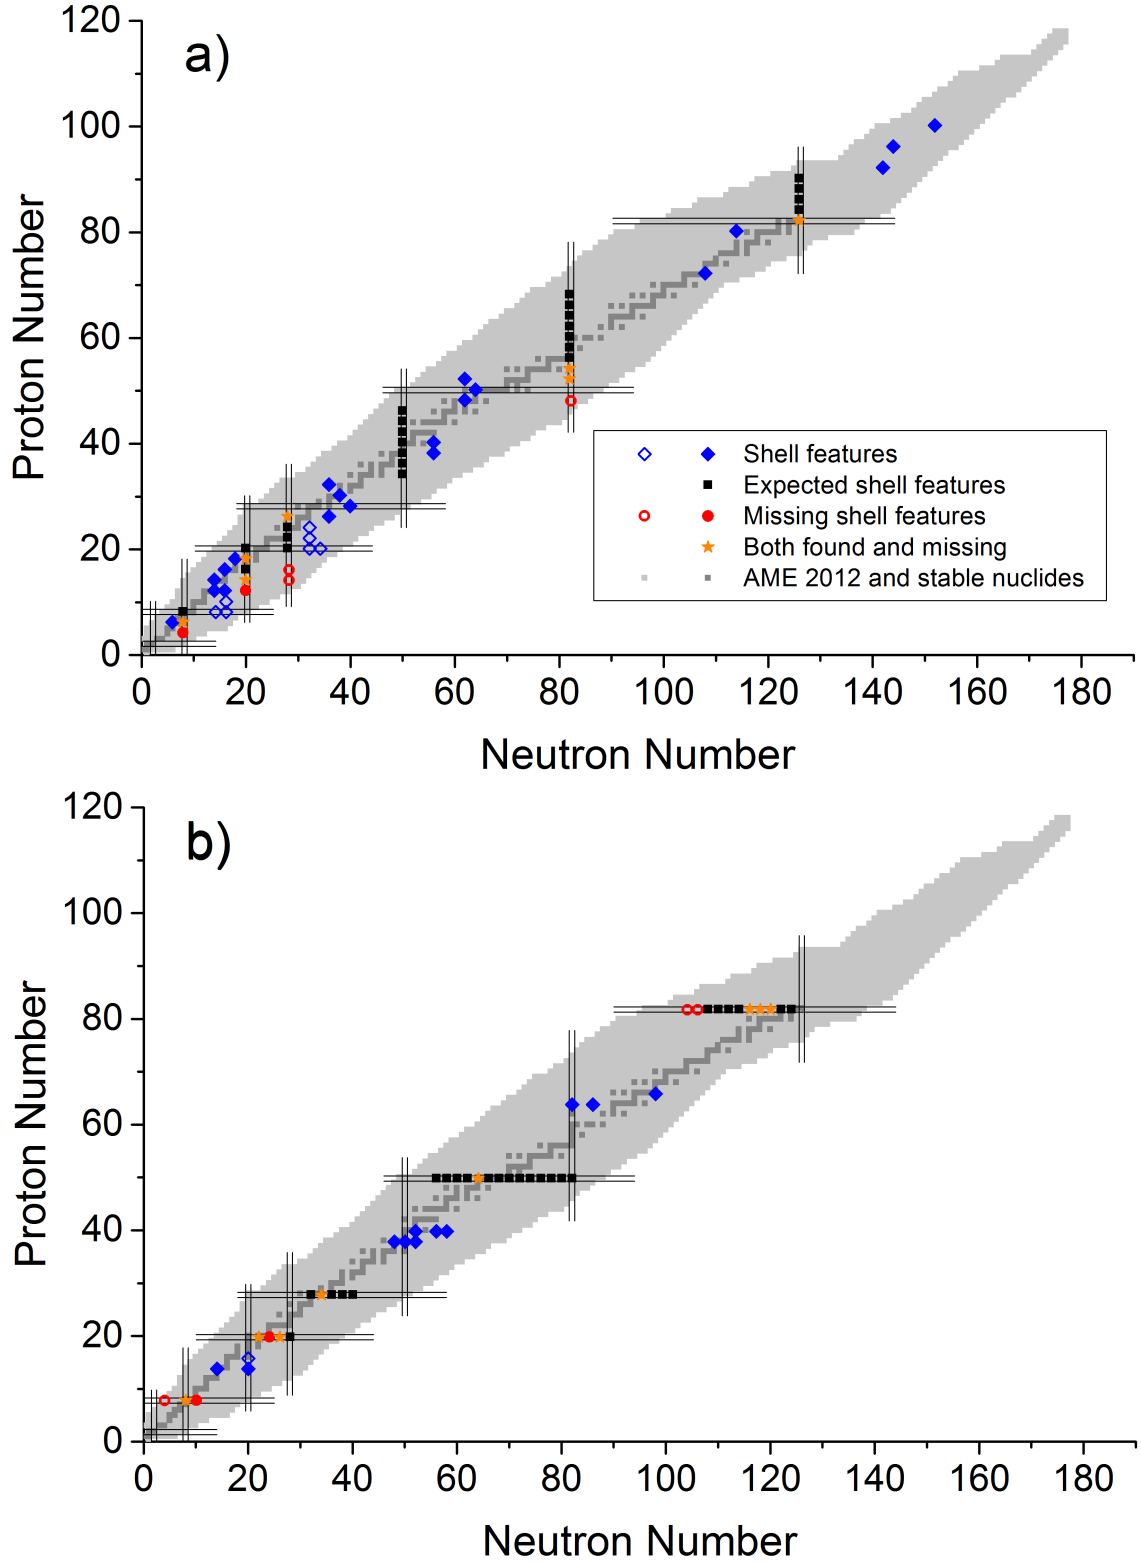 a)
120
100
80
60
40
20
0
Proton Number
Shell features
Expected shell features
Missing shell features
Both found and missing
AME 2012 and stable nuclides
0 20 40 60 80 100 120 140 160 180
Neutron Number
b)
120
100
80
60
40
20
0
Proton Number
0 20 40 60 80 100 120 140 160 180
Neutron Number